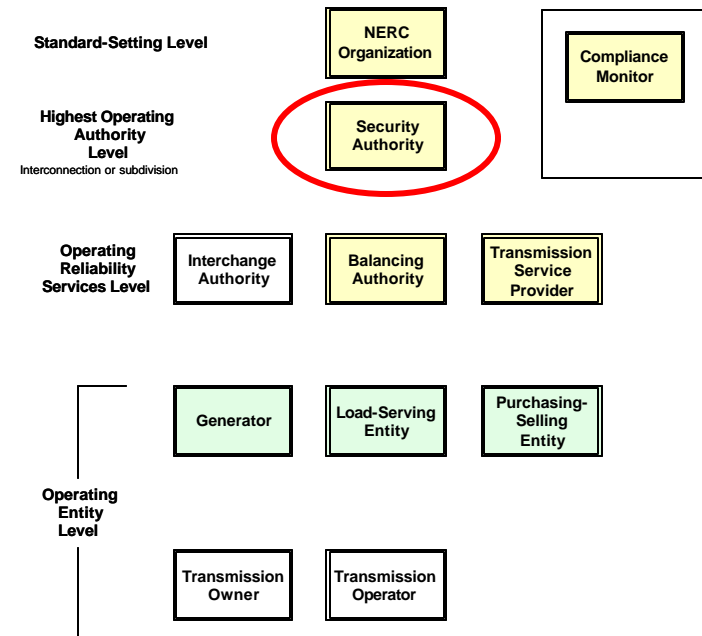 Standard-Setting Level
NERC
Organization
Compliance
Monitor
Highest Operating
Authority
Level
Interconnection or subdivision
Security
Authority
Operating
Reliability
Services Level
Interchange
Authority
Balancing
Authority
Transmission
Service
Provider
Generator
Load-Serving
Entity
Purchasing-
Selling
Entity
Operating
Entity
Level
Transmission
Owner
Transmission
Operator